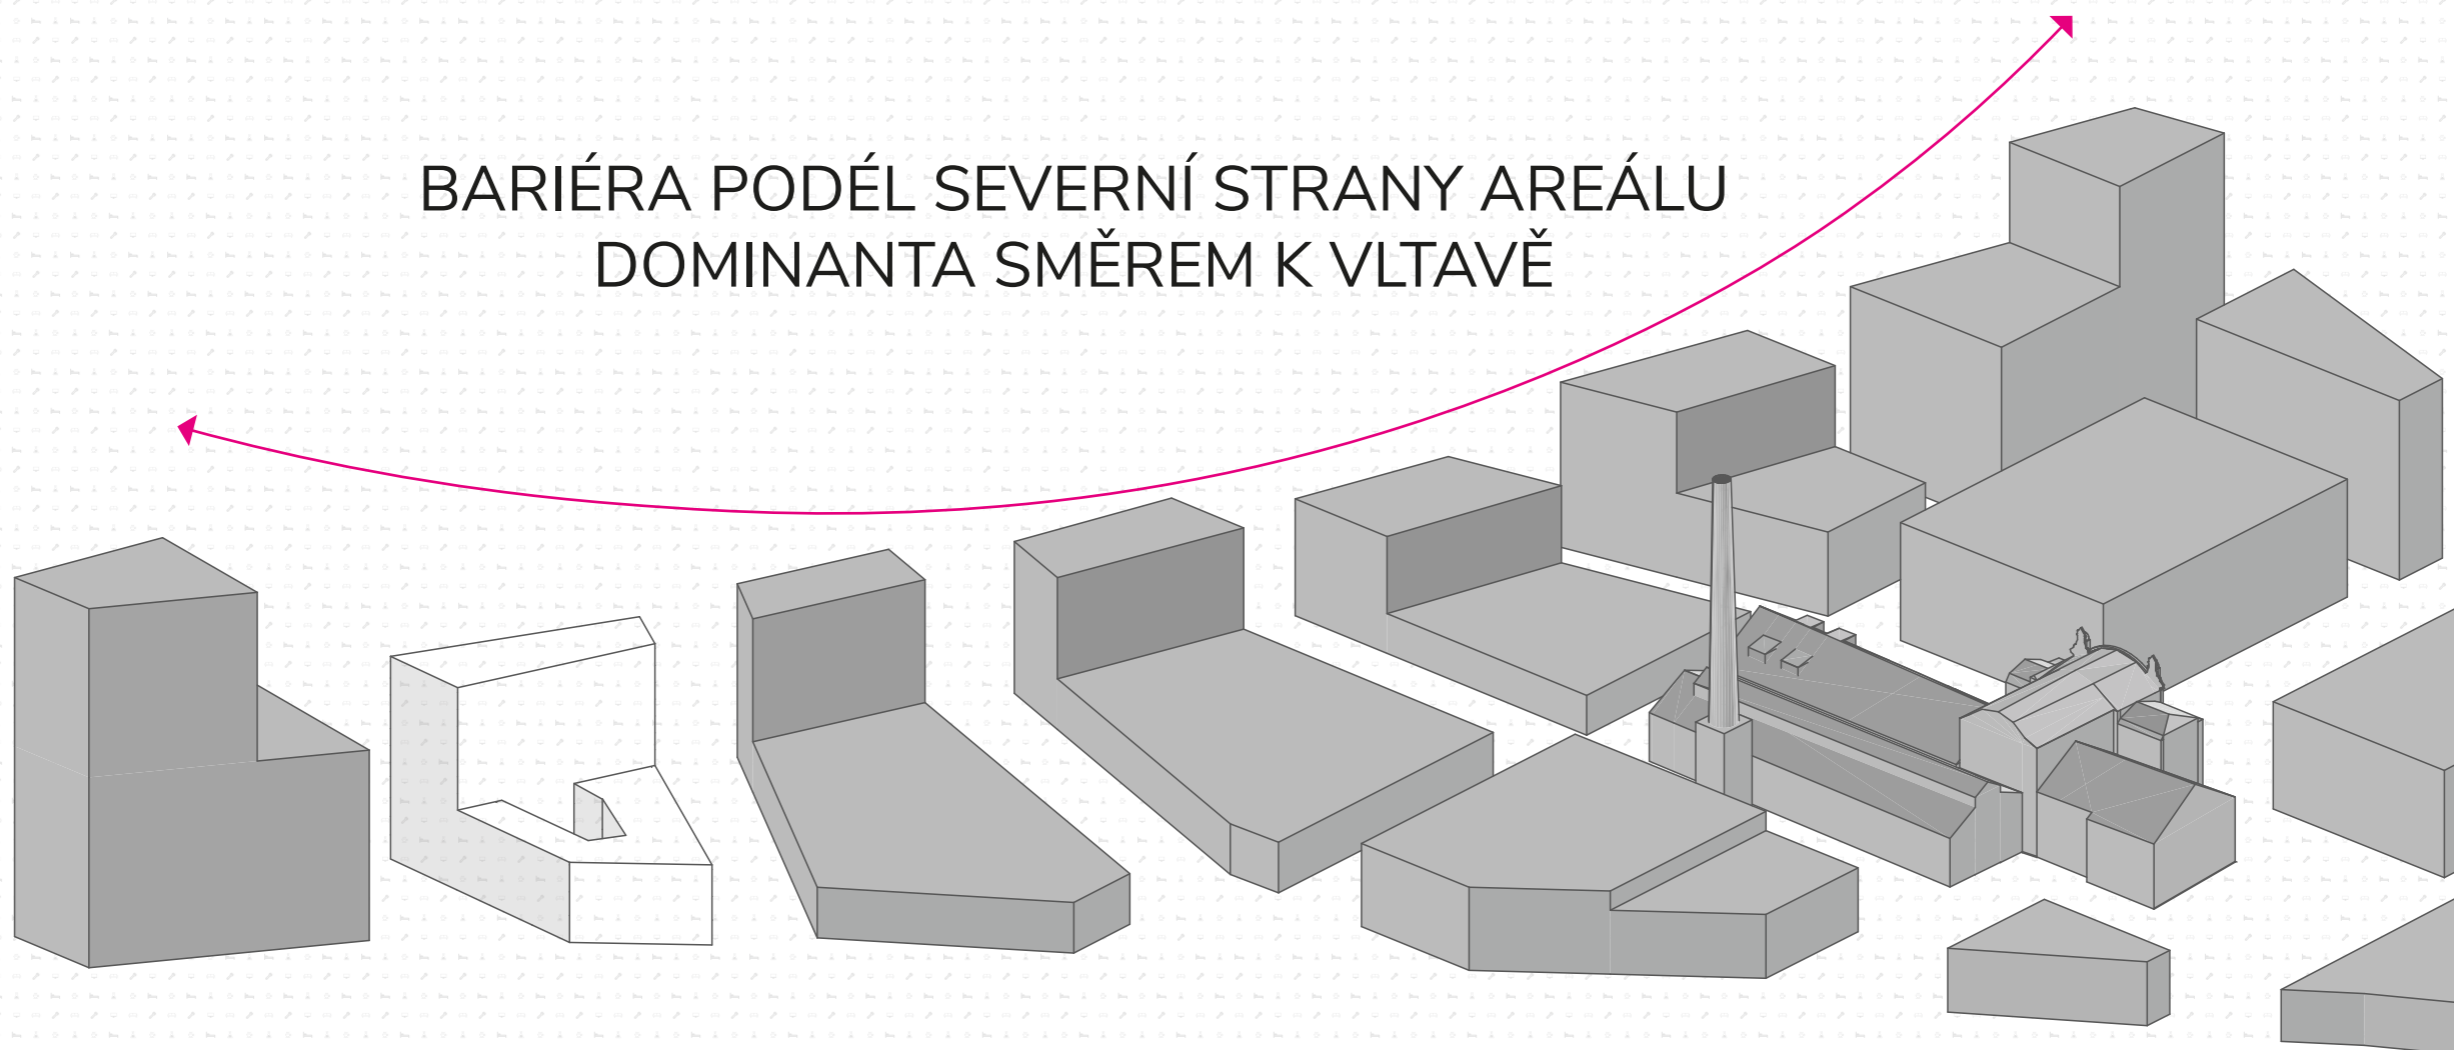 BARIÉRA PODÉL SEVERNÍ STRANY AREÁLU
DOMINANTA SMĚREM K VLTAVĚ